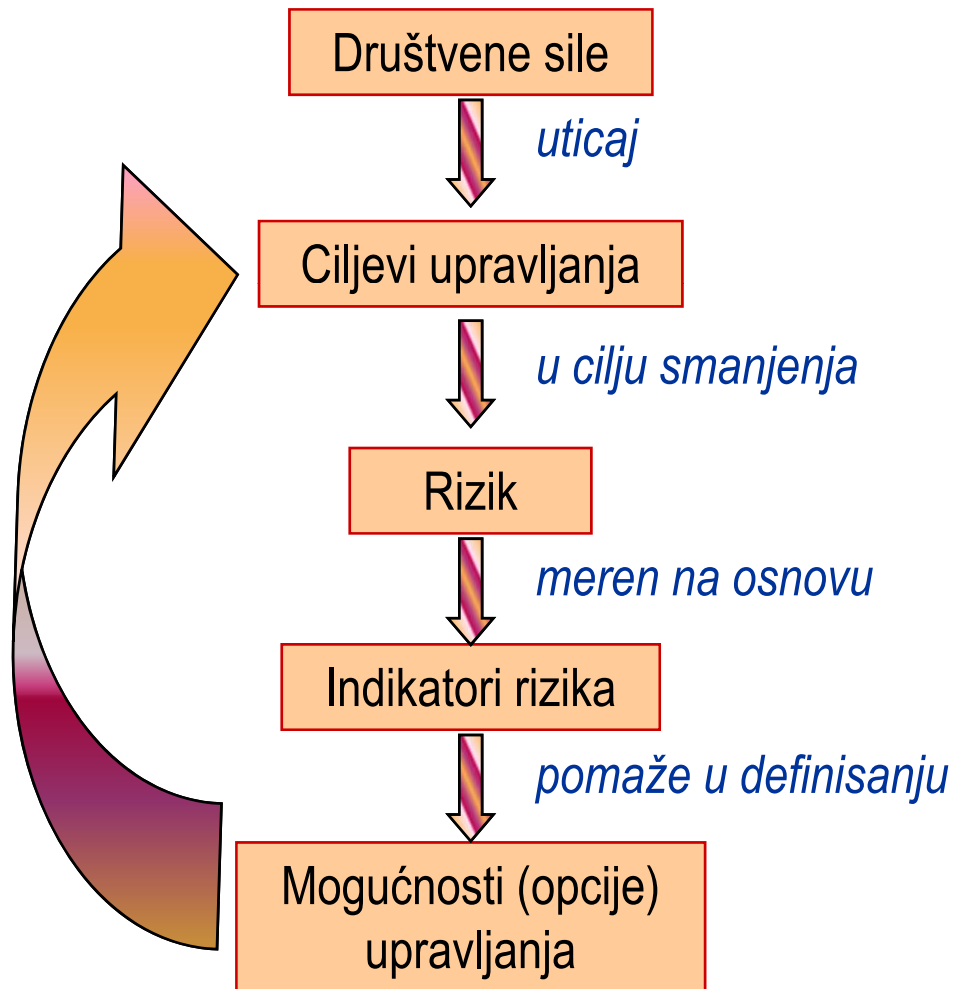 Društvene sile
uticaj
Ciljevi upravljanja
u cilju smanjenja
Rizik
meren na osnovu
Indikatori rizika
pomaže u definisanju
Mogućnosti (opcije)
upravljanja